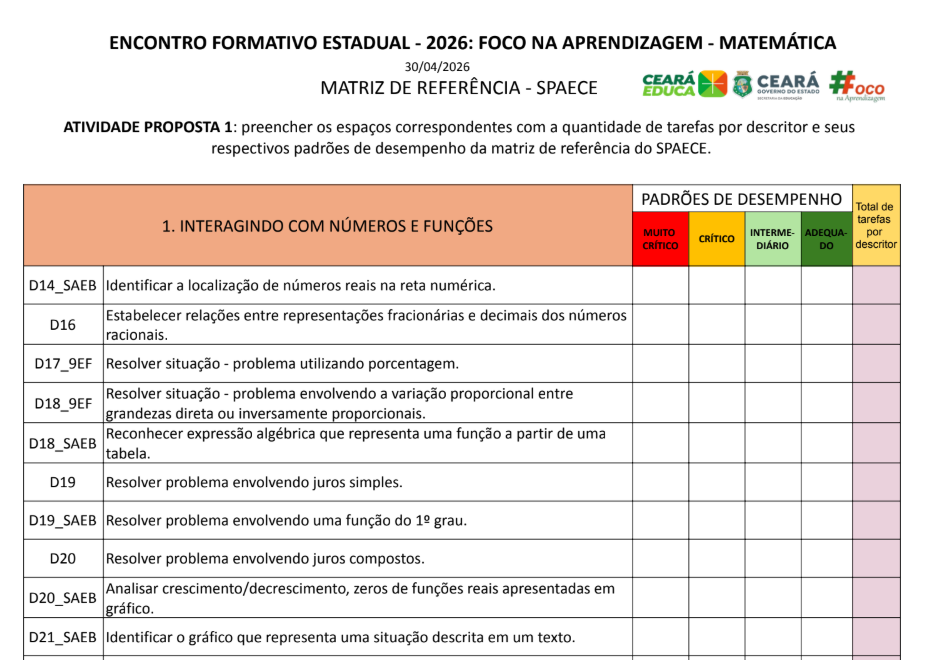 ENCONTRO FORMATIVO ESTADUAL - 2026: FOCO NA APRENDIZAGEM - MATEMÁTICA
30/04/2026
MATRIZ DE REFERÊNCIA - SPAECE
CEARÁ EDUCA
CEARÁ
GOVERNO DO ESTADO
SECRETARIA DA EDUCAÇÃO
#Foco
na Aprendizagem
ATIVIDADE PROPOSTA 1: preencher os espaços correspondentes com a quantidade de tarefas por descritor e seus
respectivos padrões de desempenho da matriz de referência do SPAECE.
1. INTERAGINDO COM NÚMEROS E FUNÇÕES
PADRÕES DE DESEMPENHO
MUITO
CRÍTICO
CRÍTICO
INTERME-
DIÁRIO
ADEQUA-
DO
Total de
tarefas
por
descritor
D14_SAEB Identificar a localização de números reais na reta numérica.
D16 Estabelecer relações entre representações fracionárias e decimais dos números
racionais.
D17_9EF Resolver situação - problema utilizando porcentagem.
D18_9EF Resolver situação - problema envolvendo a variação proporcional entre
grandezas direta ou inversamente proporcionais.
D18_SAEB Reconhecer expressão algébrica que representa uma função a partir de uma
tabela.
D19 Resolver problema envolvendo juros simples.
D19_SAEB Resolver problema envolvendo uma função do 1º grau.
D20 Resolver problema envolvendo juros compostos.
D20_SAEB Analisar crescimento/decrescimento, zeros de funções reais apresentadas em
gráfico.
D21_SAEB Identificar o gráfico que representa uma situação descrita em um texto.